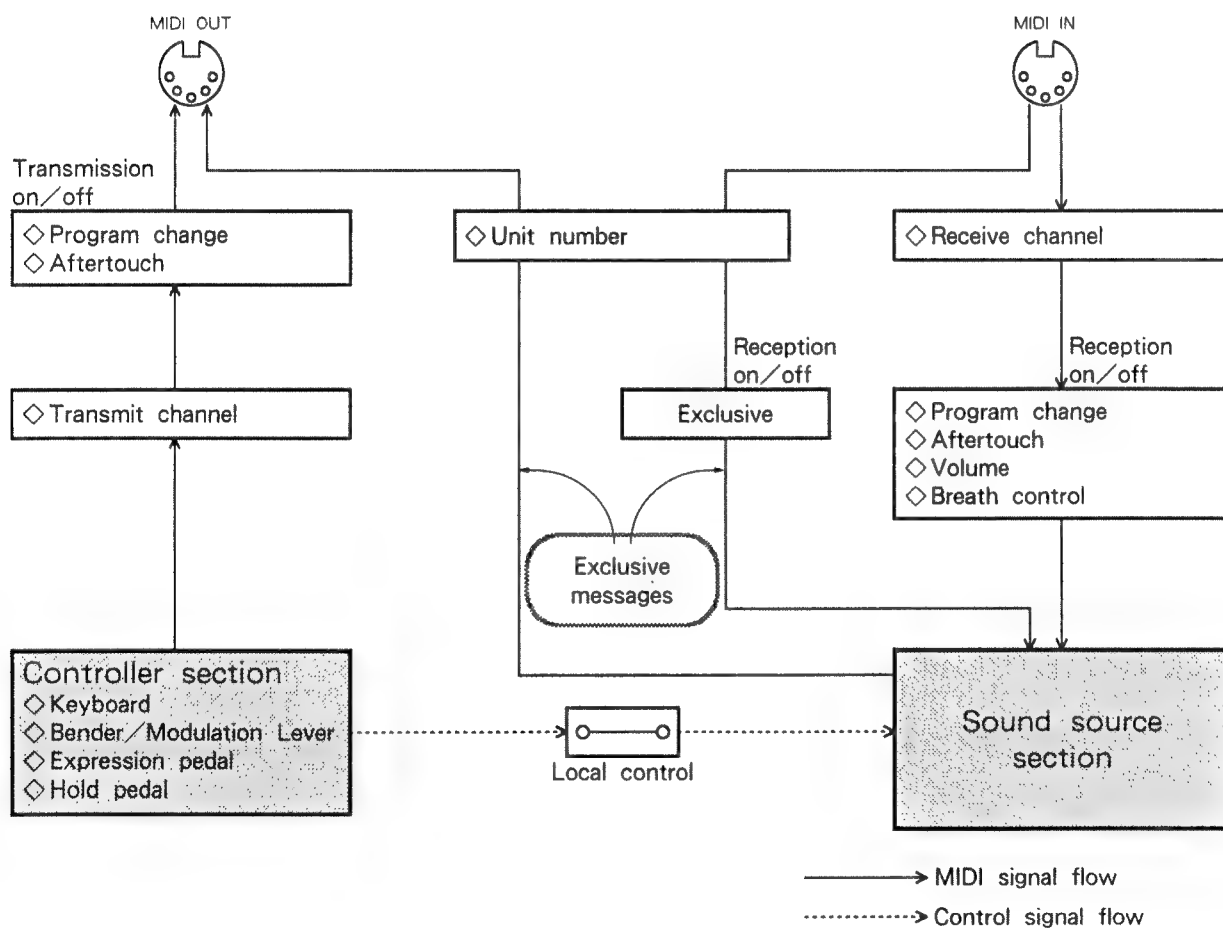 MIDI OUT
MIDI IN
Transmission
on/off
◇ Program change
◇ Aftertouch
◇ Unit number
◇ Receive channel
Reception
on/off
Reception
on/off
◇ Transmit channel
Exclusive
◇ Program change
◇ Aftertouch
◇ Volume
◇ Breath control
Exclusive
messages
Controller section
◇ Keyboard
◇ Bender/Modulation Lever
◇ Expression pedal
◇ Hold pedal
Local control
Sound source
section
MIDI signal flow
Control signal flow